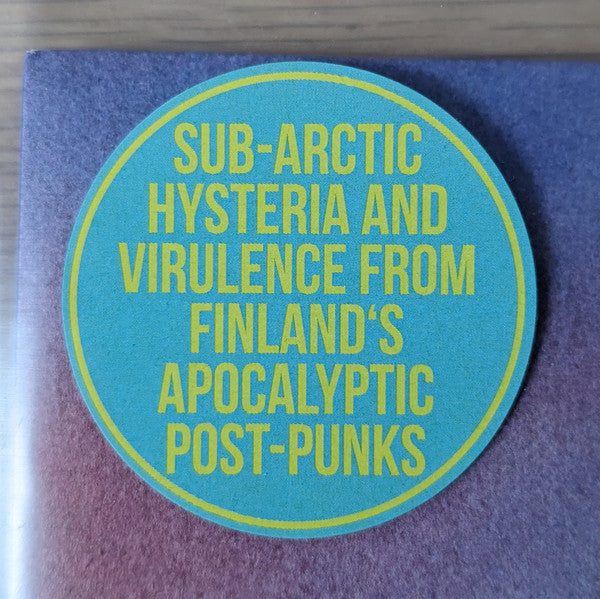 SUB-ARCTIC
HYSTERIA AND
VIRULENCE FROM
FINLAND‘S
APOCALYPTIC
POST-PUNKS